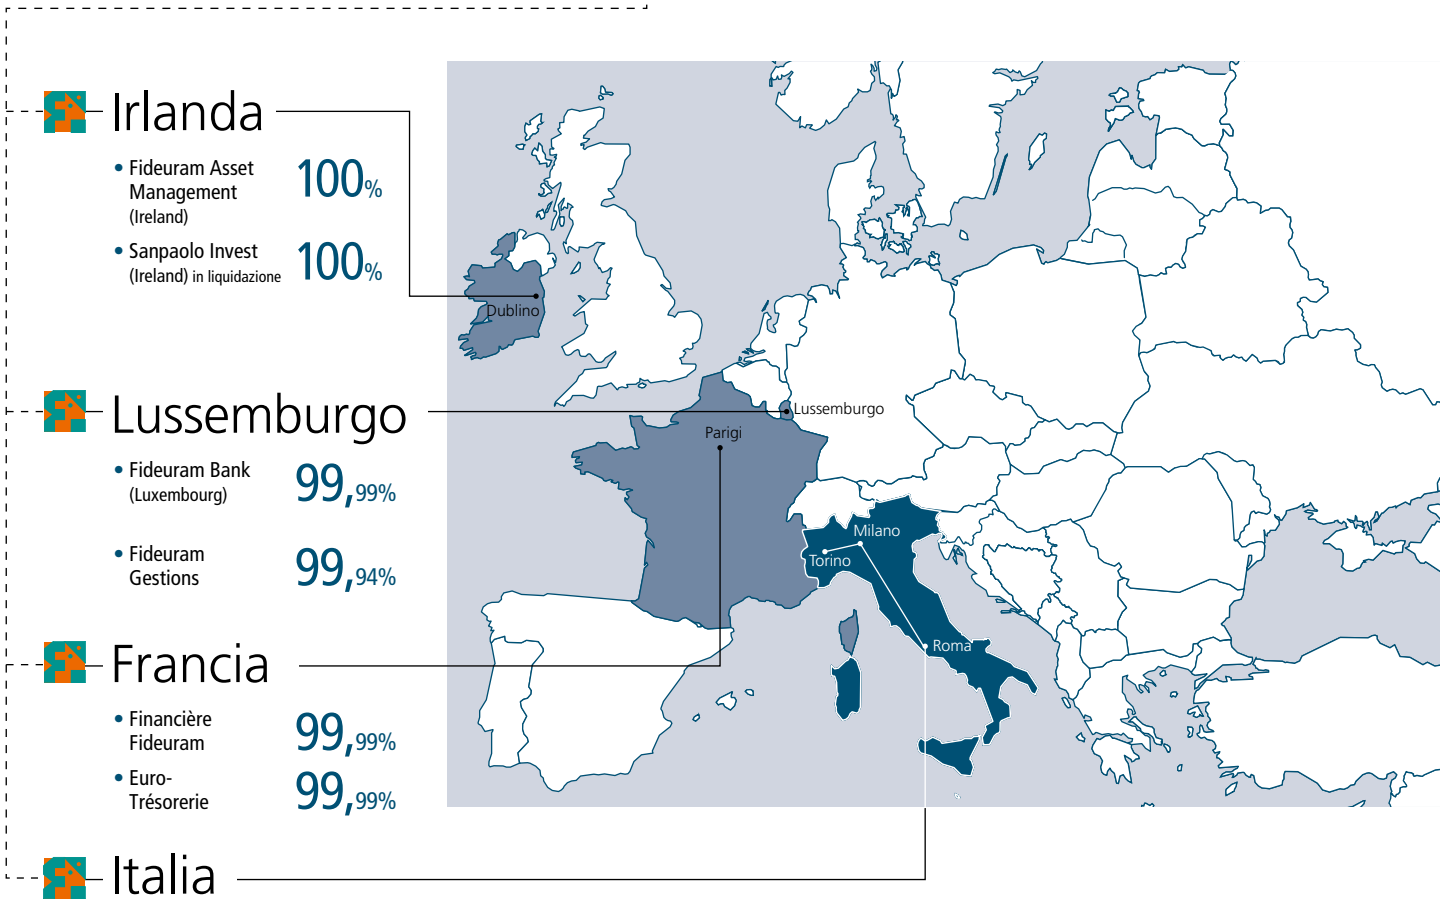 Irlanda
• Fideuram Asset
Management
(Ireland)
100%
• Sanpaolo Invest
(Ireland) in liquidazione
100%
Dublino
Lussemburgo
• Fideuram Bank
(Luxembourg)
99,99%
• Fideuram
Gestions
99,94%
Lussemburgo
Parigi
Francia
• Financière
Fideuram
99,99%
• Euro-
Trésorerie
99,99%
Milano
Torino
Roma
Italia